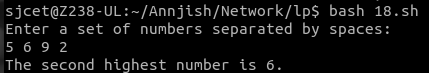 sjcet@Z238-UL:~/Annjish/Network/lp$ bash 18.sh
Enter a set of numbers separated by spaces:
5 6 9 2
The second highest number is 6.